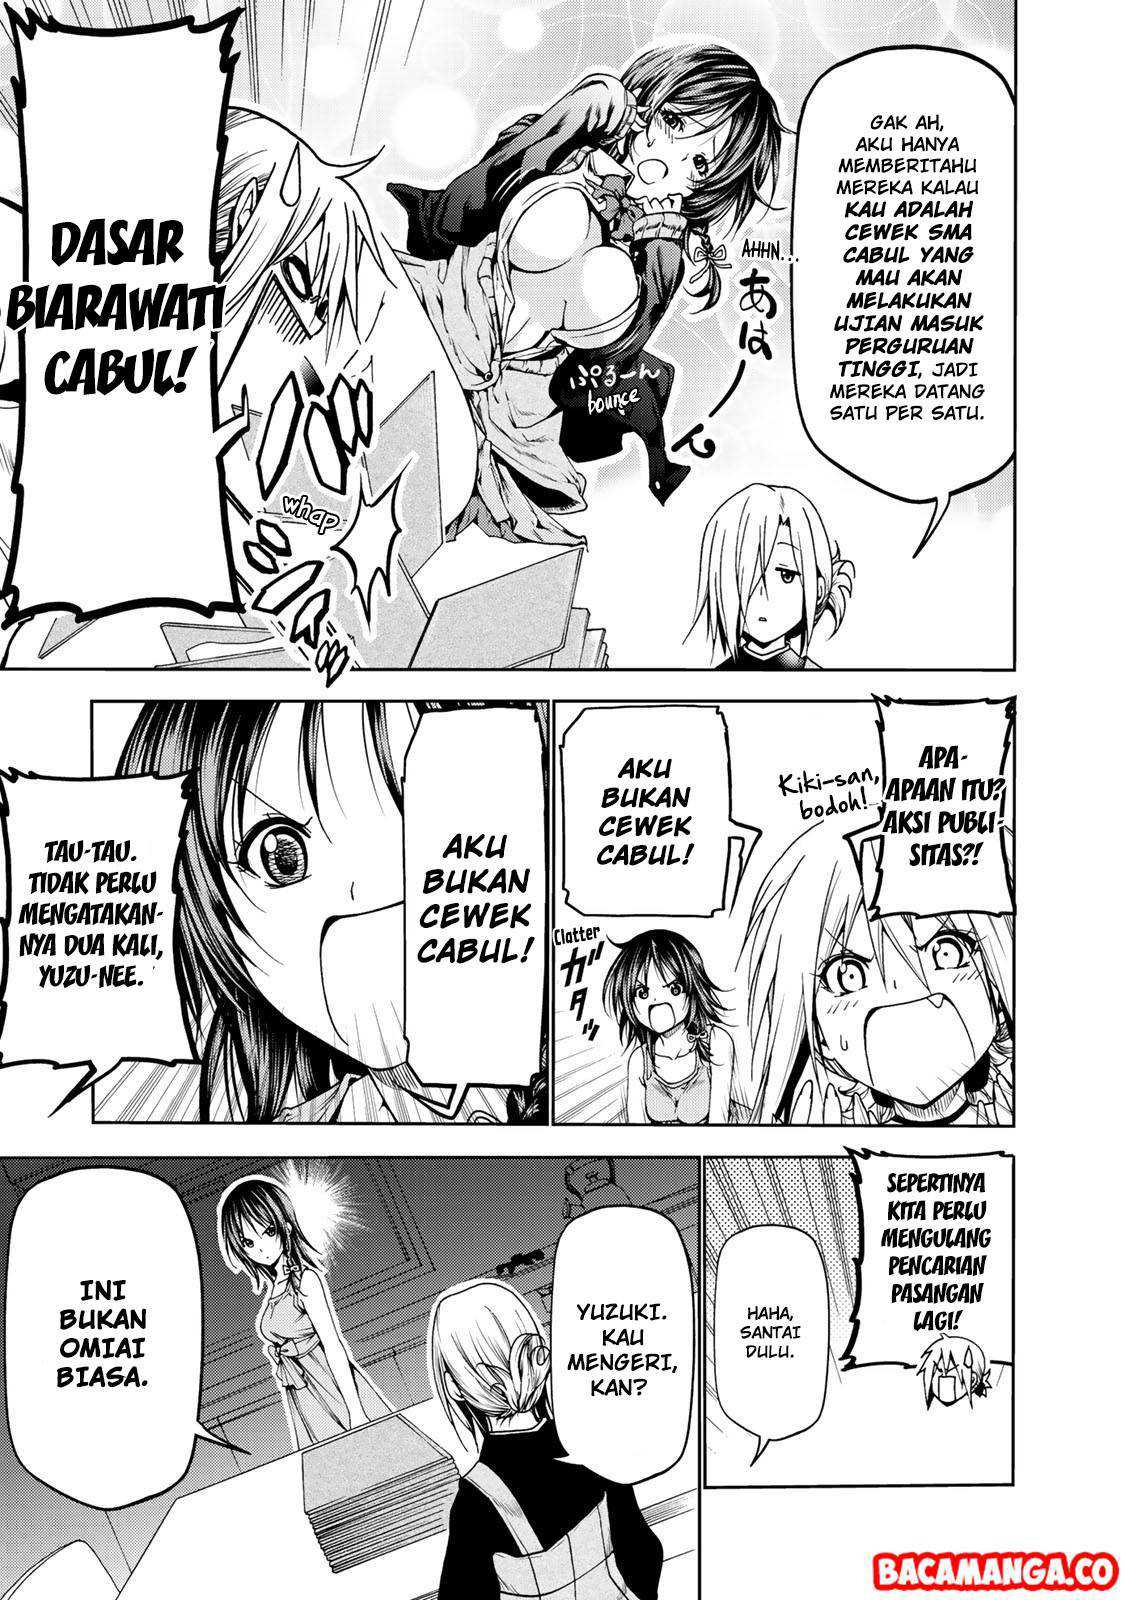 GAK AH,
AKU HANYA
MEMBERITAHU
MEREKA KALAU
KAU ADALAH
CEWEK SMA
CABUL YANG
MAU AKAN
MELAKUKAN
UJIAN MASUK
PERGURUAN
TINGGI, JADI
MEREKA DATANG
SATU PER SATU.
AHHN...
あはーん
ぷるーん
bounce
DASAR
BIARAWATI
CABUL!
whap
APA-
APAAN ITU?
AKSI PUBLI-
SITAS?!
Kiki-san,
bodoh!
AKU
BUKAN
CEWEK
CABUL!
Clatter
ガタッ
AKU
BUKAN
CEWEK
CABUL!
TAU-TAU.
TIDAK PERLU
MENGATAKAN-
NYA DUA KALI,
YUZU-NEE.
SEPERTINYA
KITA PERLU
MENGULANG
PENCARIAN
PASANGAN
LAGI!
HAHA,
SANTAI
DULU.
YUZUKI.
KAU
MENGERI,
KAN?
INI
BUKAN
OMIAI
BIASA.
BACAMANGA.CO